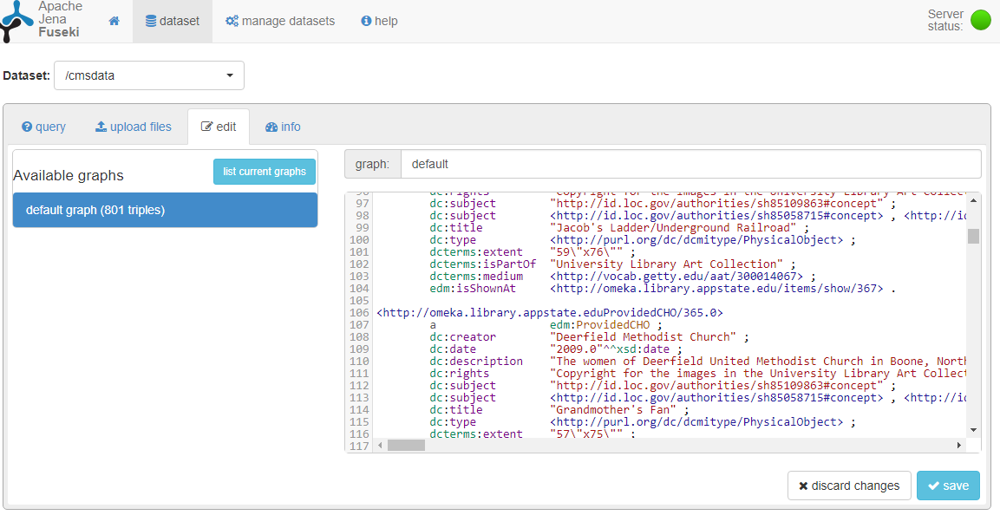 Apache
Jena
Fuseki
dataset
manage datasets
help
Server
status:
Dataset: /cmsdata
query
upload files
edit
info
Available graphs
list current graphs
default graph (801 triples)
graph: default
96 dc:rights "Copyright for the images in the University Library Art Collect
97 dc:subject "http://id.loc.gov/authorities/sh85109863#concept" ;
98 dc:subject <http://id.loc.gov/authorities/sh85058715#concept> , <http://id
99 dc:title "Jacob's Ladder/Underground Railroad" ;
100 dc:type <http://purl.org/dc/dcmitype/PhysicalObject> ;
101 dcterms:extent "59\"x76\"" ;
102 dcterms:isPartOf "University Library Art Collection" ;
103 dcterms:medium <http://vocab.getty.edu/aat/300014067> ;
104 edm:isShownAt <http://omeka.library.appstate.edu/items/show/367> .
105
106 <http://omeka.library.appstate.eduProvidedCHO/365.0>
107 a edm:ProvidedCHO ;
108 dc:creator "Deerfield Methodist Church" ;
109 dc:date "2009.0"^^xsd:date ;
110 dc:description "The women of Deerfield United Methodist Church in Boone, North
111 dc:rights "Copyright for the images in the University Library Art Collect
112 dc:subject "http://id.loc.gov/authorities/sh85109863#concept" ;
113 dc:subject <http://id.loc.gov/authorities/sh85058715#concept> , <http://id
114 dc:title "Grandmother's Fan" ;
115 dc:type <http://purl.org/dc/dcmitype/PhysicalObject> ;
116 dcterms:extent "57\"x75\"" ;
117
discard changes
save